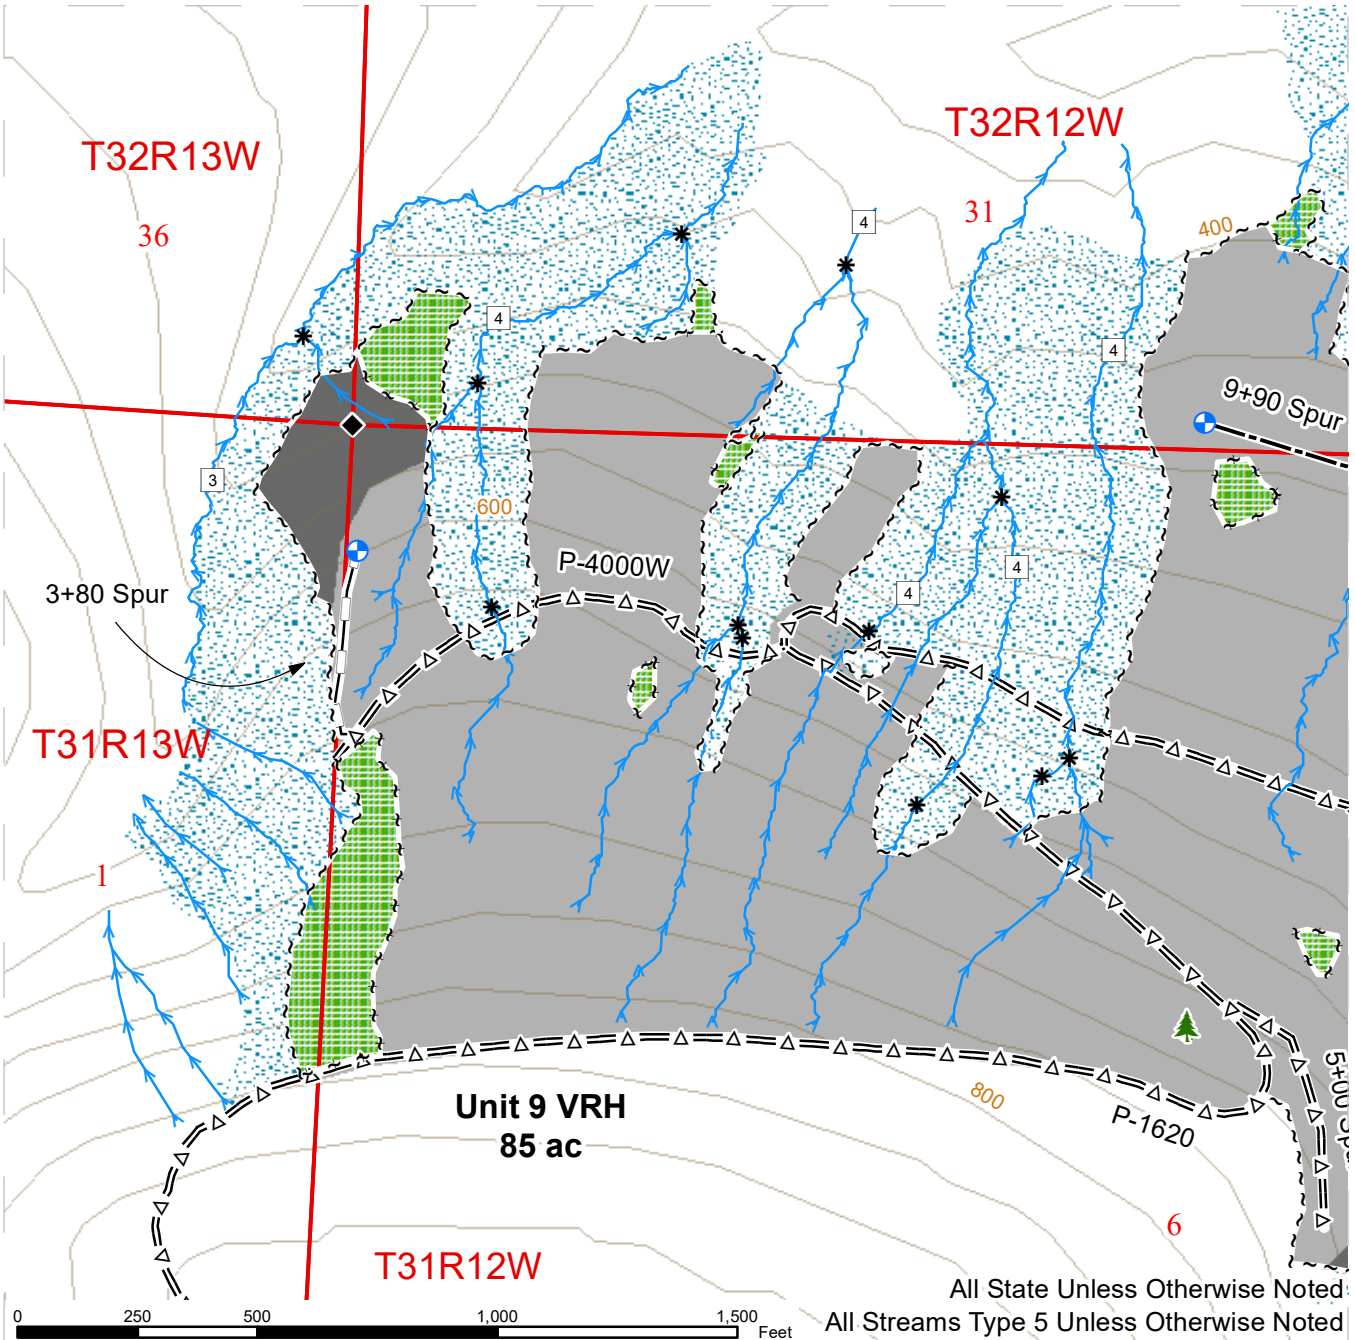 T32R13W
T32R12W
36
31
4
400
4
4
9+90 Spur
3
600
P-4000W
4
3+80 Spur
4
T31R13W
1
5+00
800
Unit 9 VRH
85 ac
P-1620
6
T31R12W
All State Unless Otherwise Noted
All Streams Type 5 Unless Otherwise Noted
0 250 500 1,000 1,500
Feet